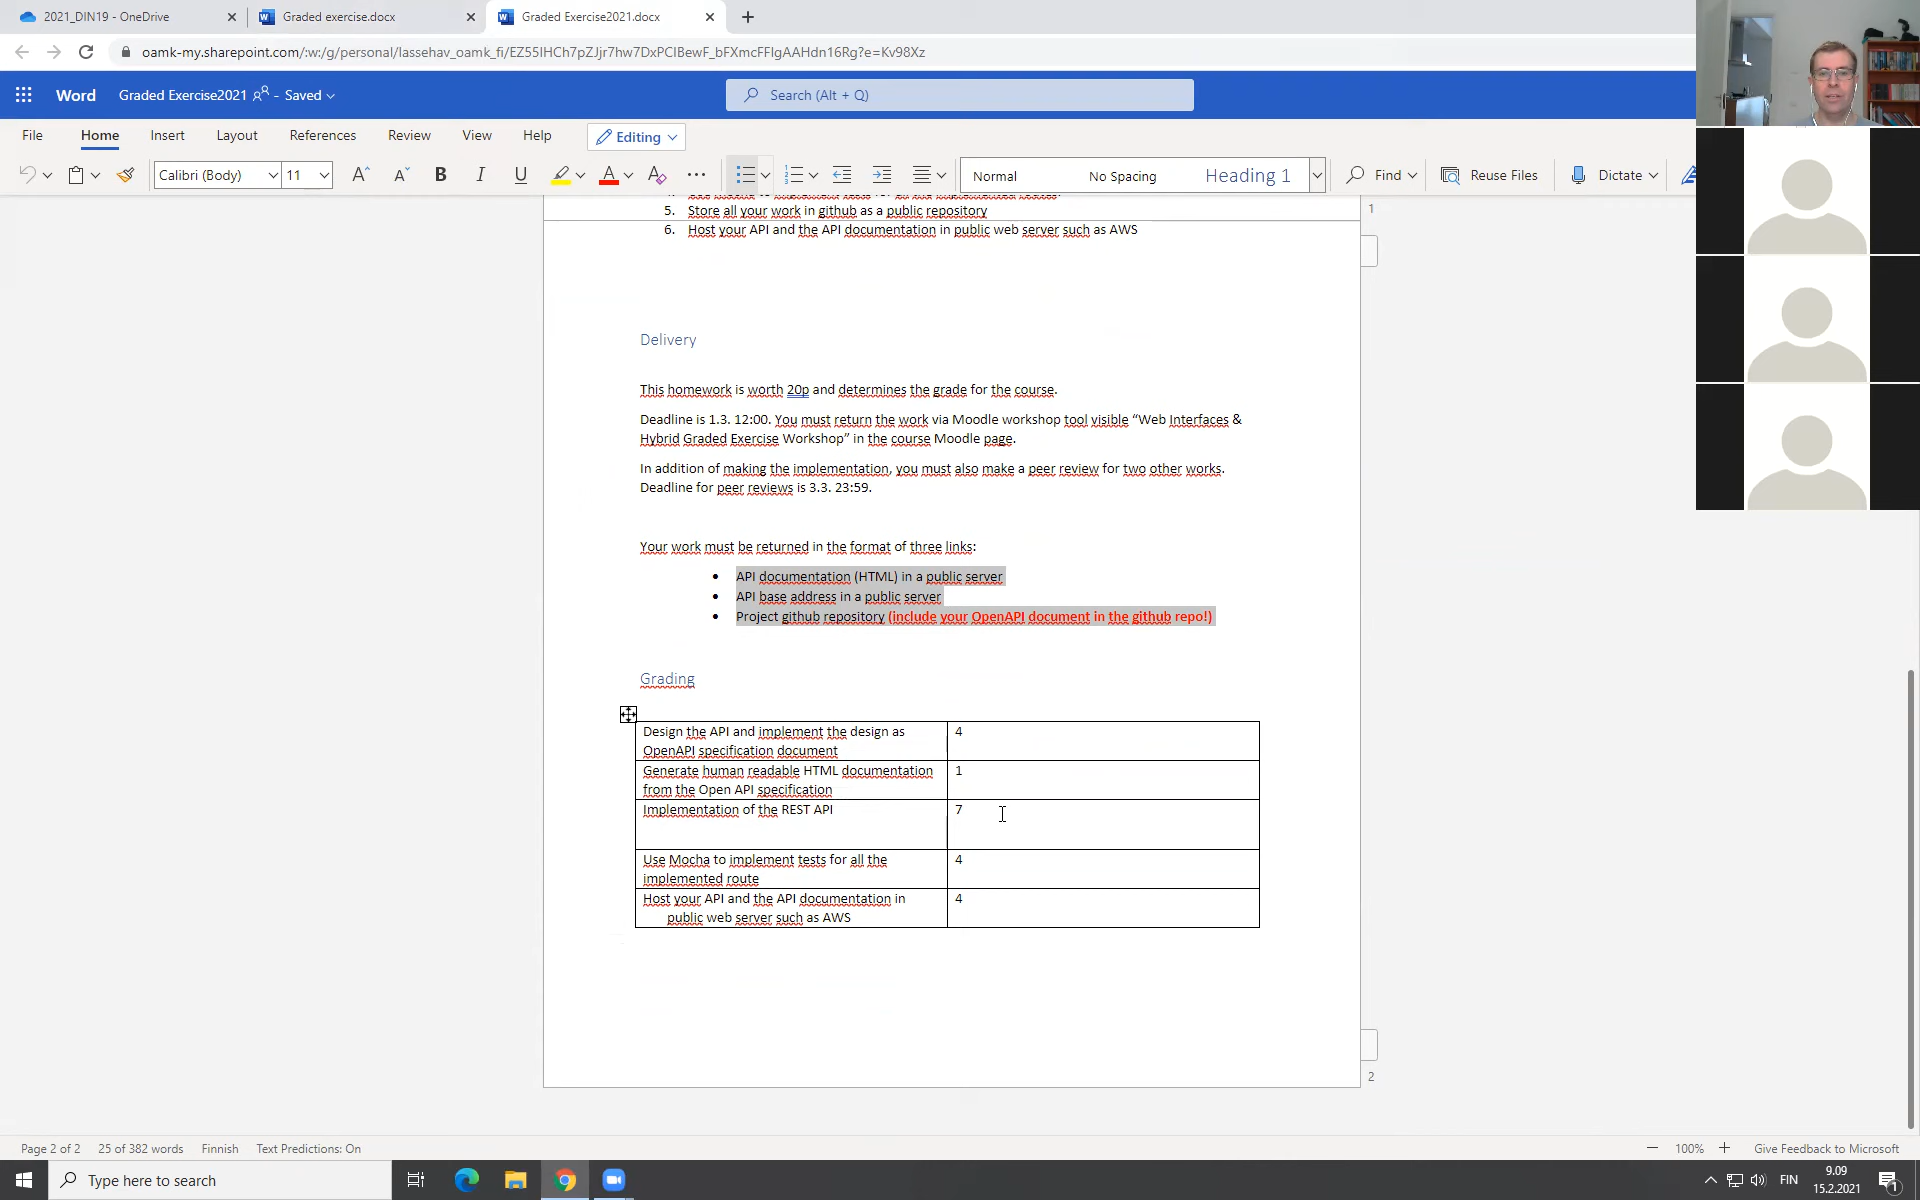 2021_DIN19 - OneDrive
Graded exercise.docx
Graded Exercise2021.docx
oamk-my.sharepoint.com/:w:/g/personal/lassehav_oamk_fi/EZ55IHCh7pZJjr7hw7DxPCIBewF_bFXmcFFIgAAHdn16Rg?e=Kv98Xz
Word
Graded Exercise2021 - Saved
Search (Alt + Q)
File Home Insert Layout References Review View Help Editing
Calibri (Body) 11 B I U A Normal No Spacing Heading 1 Find Reuse Files Dictate
5. Store all your work in github as a public repository
1
6. Host your API and the API documentation in public web server such as AWS
Delivery
This homework is worth 20p and determines the grade for the course.
Deadline is 1.3. 12:00. You must return the work via Moodle workshop tool visible “Web Interfaces &
Hybrid Graded Exercise Workshop” in the course Moodle page.
In addition of making the implementation, you must also make a peer review for two other works.
Deadline for peer reviews is 3.3. 23:59.
Your work must be returned in the format of three links:
• API documentation (HTML) in a public server
• API base address in a public server
• Project github repository (include your OpenAPI document in the github repo!)
Grading
Design the API and implement the design as 4
OpenAPI specification document
Generate human readable HTML documentation 1
from the Open API specification
Implementation of the REST API 7
Use Mocha to implement tests for all the 4
implemented route
Host your API and the API documentation in 4
public web server such as AWS
2
Page 2 of 2 25 of 382 words Finnish Text Predictions: On 100% Give Feedback to Microsoft
Type here to search
FIN
9.09
15.2.2021
1